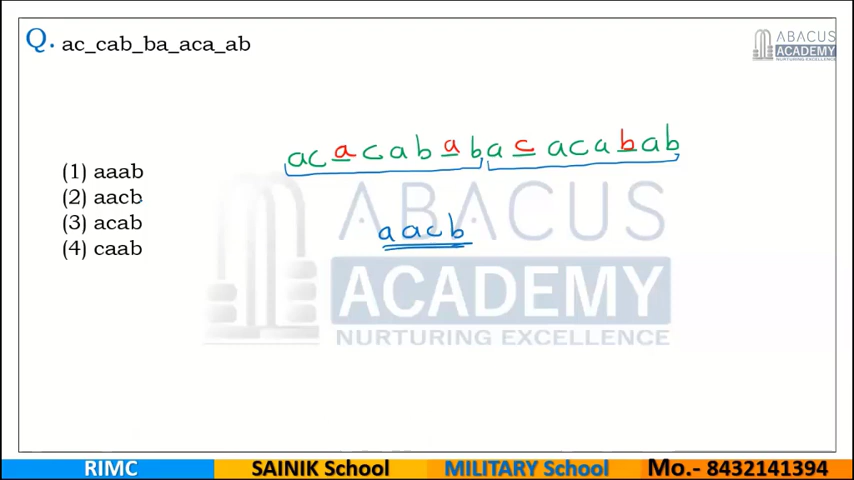 Q. ac_cab_ba_aca_ab
ABACUS
ACADEMY
NURTURING EXCELLENCE
acacababacacabab
(1) aaab
(2) aacb
(3) acab
(4) caab
aacb
ABACUS
ACADEMY
NURTURING EXCELLENCE
RIMC SAINIK School MILITARY School Mo.- 8432141394